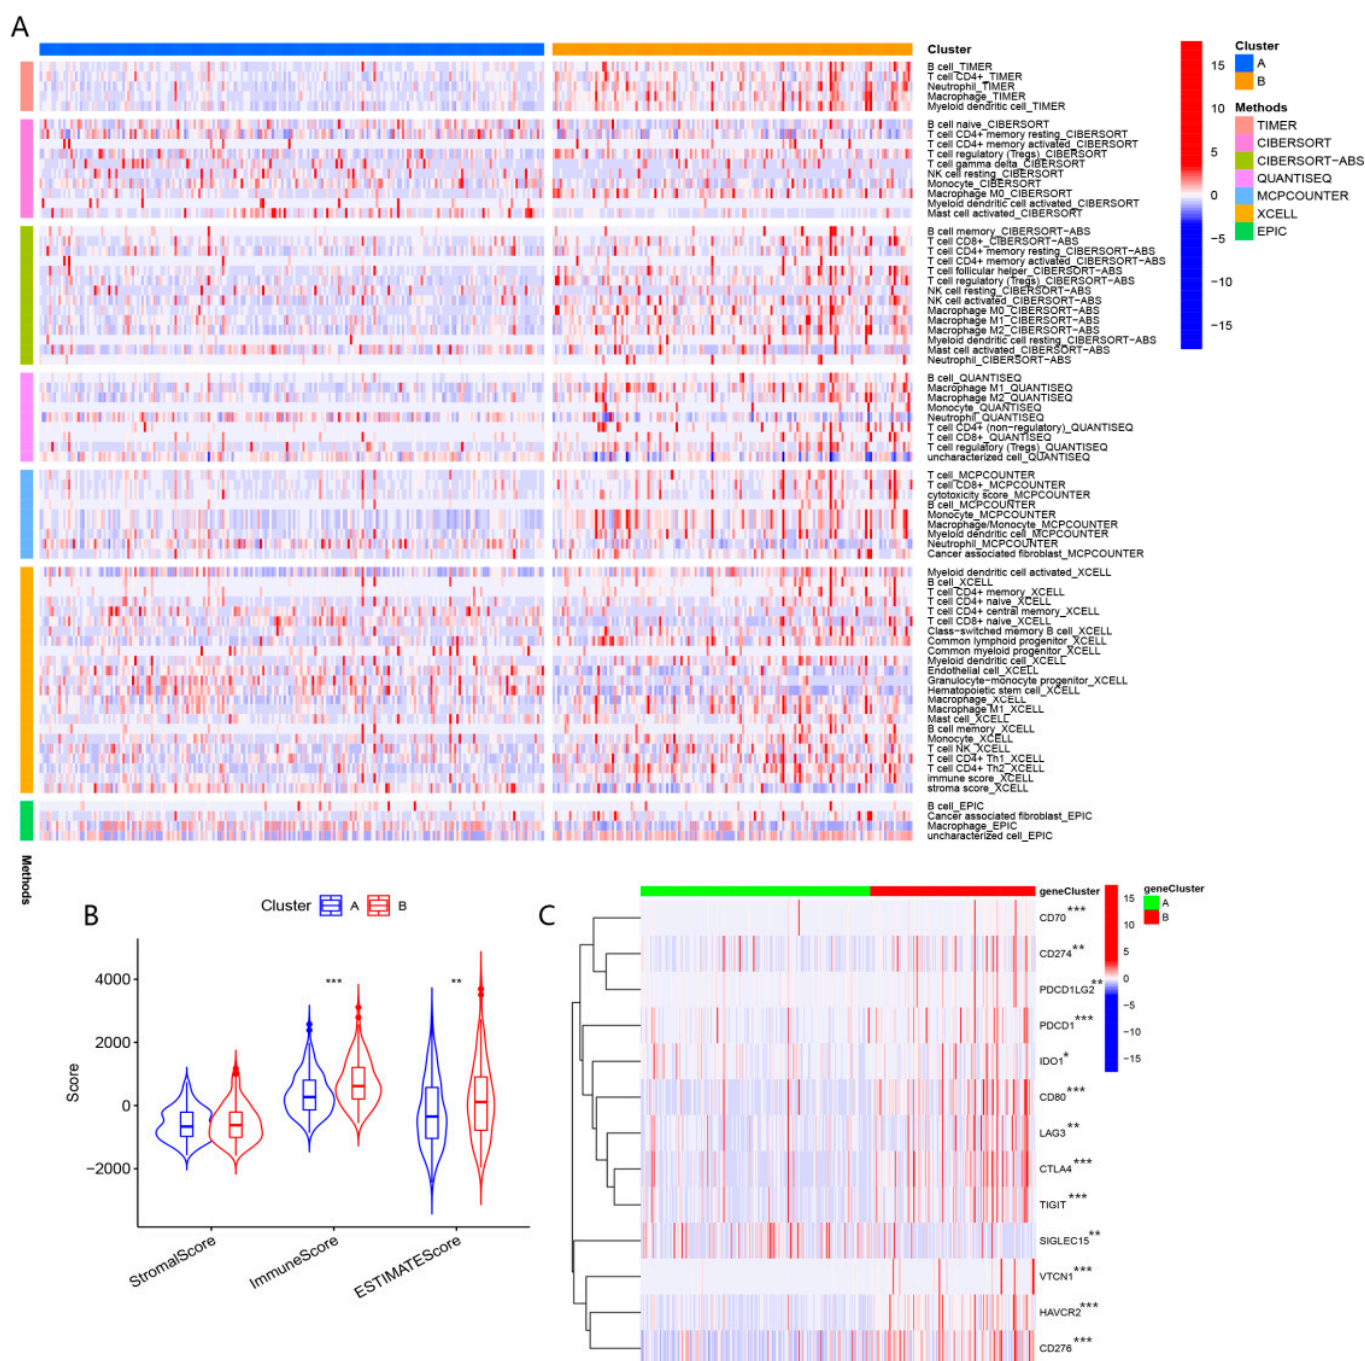 A
Cluster
B cell_TIMER
T cell CD4+_TIMER
Neutrophil_TIMER
Macrophage_TIMER
Myeloid dendritic cell_TIMER
B cell naive_CIBERSORT
T cell CD4+ memory resting_CIBERSORT
T cell CD4+ memory activated_CIBERSORT
T cell regulatory (Tregs)_CIBERSORT
T cell gamma delta_CIBERSORT
NK cell resting_CIBERSORT
Monocyte_CIBERSORT
Macrophage M0_CIBERSORT
Myeloid dendritic cell activated_CIBERSORT
Mast cell activated_CIBERSORT
B cell memory_CIBERSORT-ABS
T cell CD8+_CIBERSORT-ABS
T cell CD4+ memory resting_CIBERSORT-ABS
T cell CD4+ memory activated_CIBERSORT-ABS
T cell follicular helper_CIBERSORT-ABS
T cell regulatory (Tregs)_CIBERSORT-ABS
NK cell resting_CIBERSORT-ABS
NK cell activated_CIBERSORT-ABS
Macrophage M0_CIBERSORT-ABS
Macrophage M1_CIBERSORT-ABS
Macrophage M2_CIBERSORT-ABS
Myeloid dendritic cell resting_CIBERSORT-ABS
Mast cell activated_CIBERSORT-ABS
Neutrophil_CIBERSORT-ABS
B cell_QUANTISEQ
Macrophage M1_QUANTISEQ
Macrophage M2_QUANTISEQ
Monocyte_QUANTISEQ
Neutrophil_QUANTISEQ
T cell CD4+ (non-regulatory)_QUANTISEQ
T cell CD8+_QUANTISEQ
T cell regulatory (Tregs)_QUANTISEQ
uncharacterized cell_QUANTISEQ
T cell_MCPCOUNTER
T cell CD8+_MCPCOUNTER
cytotoxicity score_MCPCOUNTER
B cell_MCPCOUNTER
Monocyte_MCPCOUNTER
Macrophage/Monocyte_MCPCOUNTER
Myeloid dendritic cell_MCPCOUNTER
Neutrophil_MCPCOUNTER
Cancer associated fibroblast_MCPCOUNTER
Myeloid dendritic cell activated_XCELL
B cell_XCELL
T cell CD4+ memory_XCELL
T cell CD4+ naive_XCELL
T cell CD4+ central memory_XCELL
T cell CD8+ naive_XCELL
Class-switched memory B cell_XCELL
Common lymphoid progenitor_XCELL
Common myeloid progenitor_XCELL
Myeloid dendritic cell_XCELL
Endothelial cell_XCELL
Granulocyte-monocyte progenitor_XCELL
Hematopoietic stem cell_XCELL
Macrophage_XCELL
Macrophage M1_XCELL
Mast cell_XCELL
B cell memory_XCELL
Monocyte_XCELL
T cell NK_XCELL
T cell CD4+ Th1_XCELL
T cell CD4+ Th2_XCELL
immune score_XCELL
stroma score_XCELL
B cell_EPIC
Cancer associated fibroblast_EPIC
Macrophage_EPIC
uncharacterized cell_EPIC
Methods
15
10
5
0
-5
-10
-15
Cluster
A
B
Methods
TIMER
CIBERSORT
CIBERSORT-ABS
QUANTISEQ
MCPCOUNTER
XCELL
EPIC
B
Cluster A B
4000
2000
0
-2000
Score
***
**
StromalScore
ImmuneScore
ESTIMATEScore
C
geneCluster
CD70***
CD274**
PDCD1LG2**
PDCD1***
IDO1*
CD80***
LAG3**
CTLA4***
TIGIT***
SIGLEC15**
VTCN1***
HAVCR2***
CD276***
15
10
5
0
-5
-10
-15
geneCluster
A
B